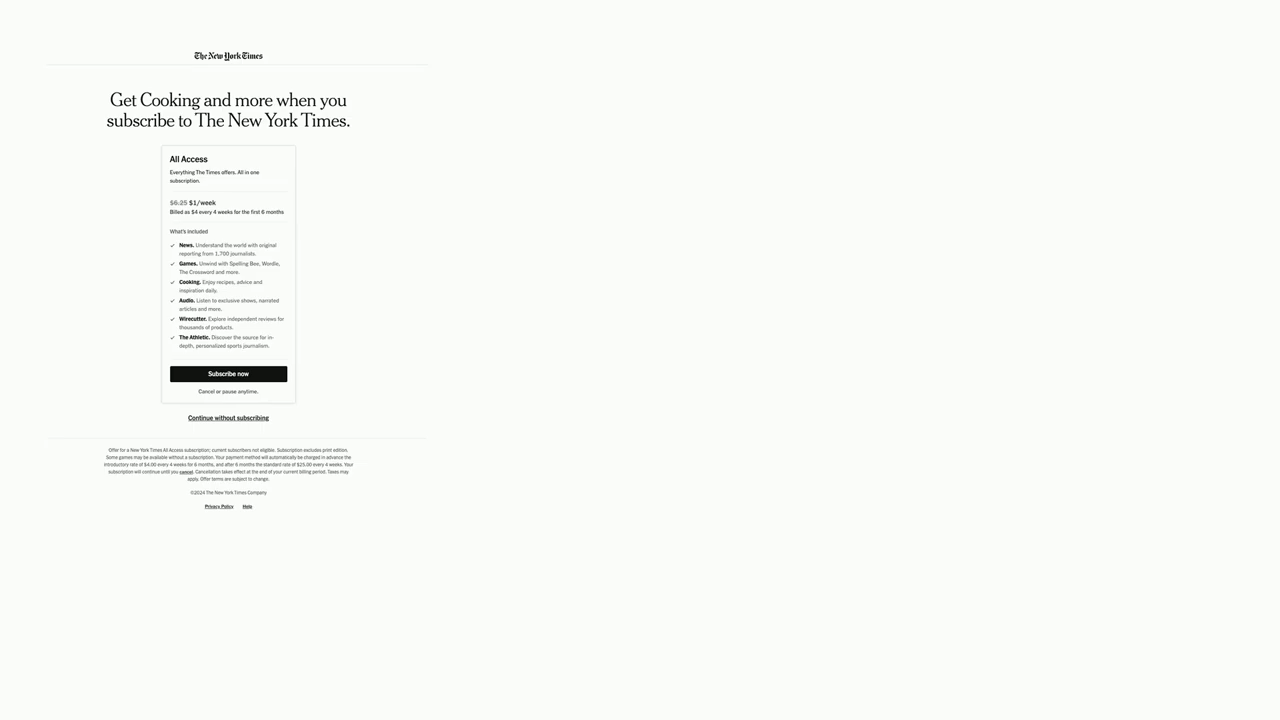 The New York Times
Get Cooking and more when you
subscribe to The New York Times.
All Access
Everything The Times offers. All in one
subscription.
$6.25 $1/week
Billed as $4 every 4 weeks for the first 6 months
What's included
News. Understand the world with original
reporting from 1,700 journalists.
Games. Unwind with Spelling Bee, Wordle,
The Crossword and more.
Cooking. Enjoy recipes, advice and
inspiration daily.
Audio. Listen to exclusive shows, narrated
articles and more.
Wirecutter. Explore independent reviews for
thousands of products.
The Athletic. Discover the source for in-
depth, personalized sports journalism.
Subscribe now
Cancel or pause anytime.
Continue without subscribing
Offer for a New York Times All Access subscription; current subscribers not eligible. Subscription excludes print edition.
Some games may be available without a subscription. Your payment method will automatically be charged in advance the
introductory rate of $4.00 every 4 weeks for 6 months, and after 6 months the standard rate of $25.00 every 4 weeks. Your
subscription will continue until you cancel. Cancellation takes effect at the end of your current billing period. Taxes may
apply. Offer terms are subject to change.
©2024 The New York Times Company
Privacy Policy Help